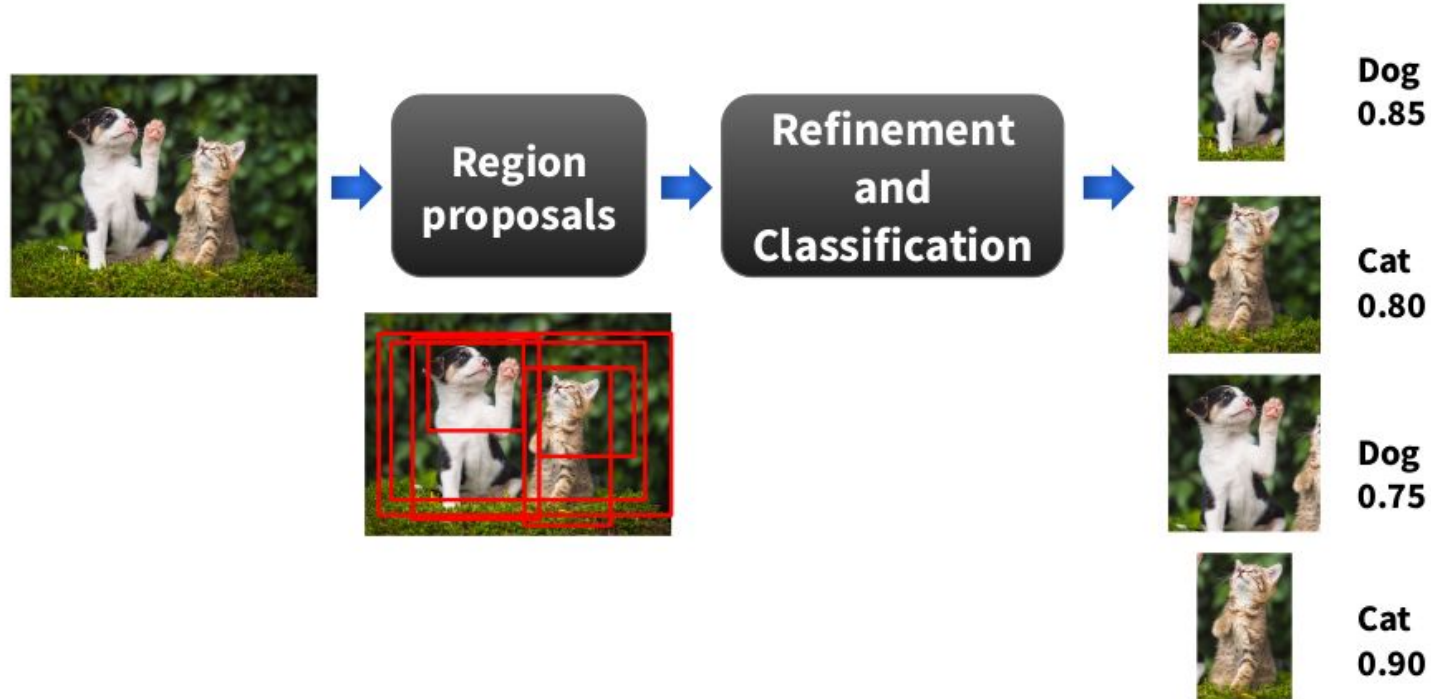 Region
proposals
Refinement
and
Classification
Dog
0.85
Cat
0.80
Dog
0.75
Cat
0.90